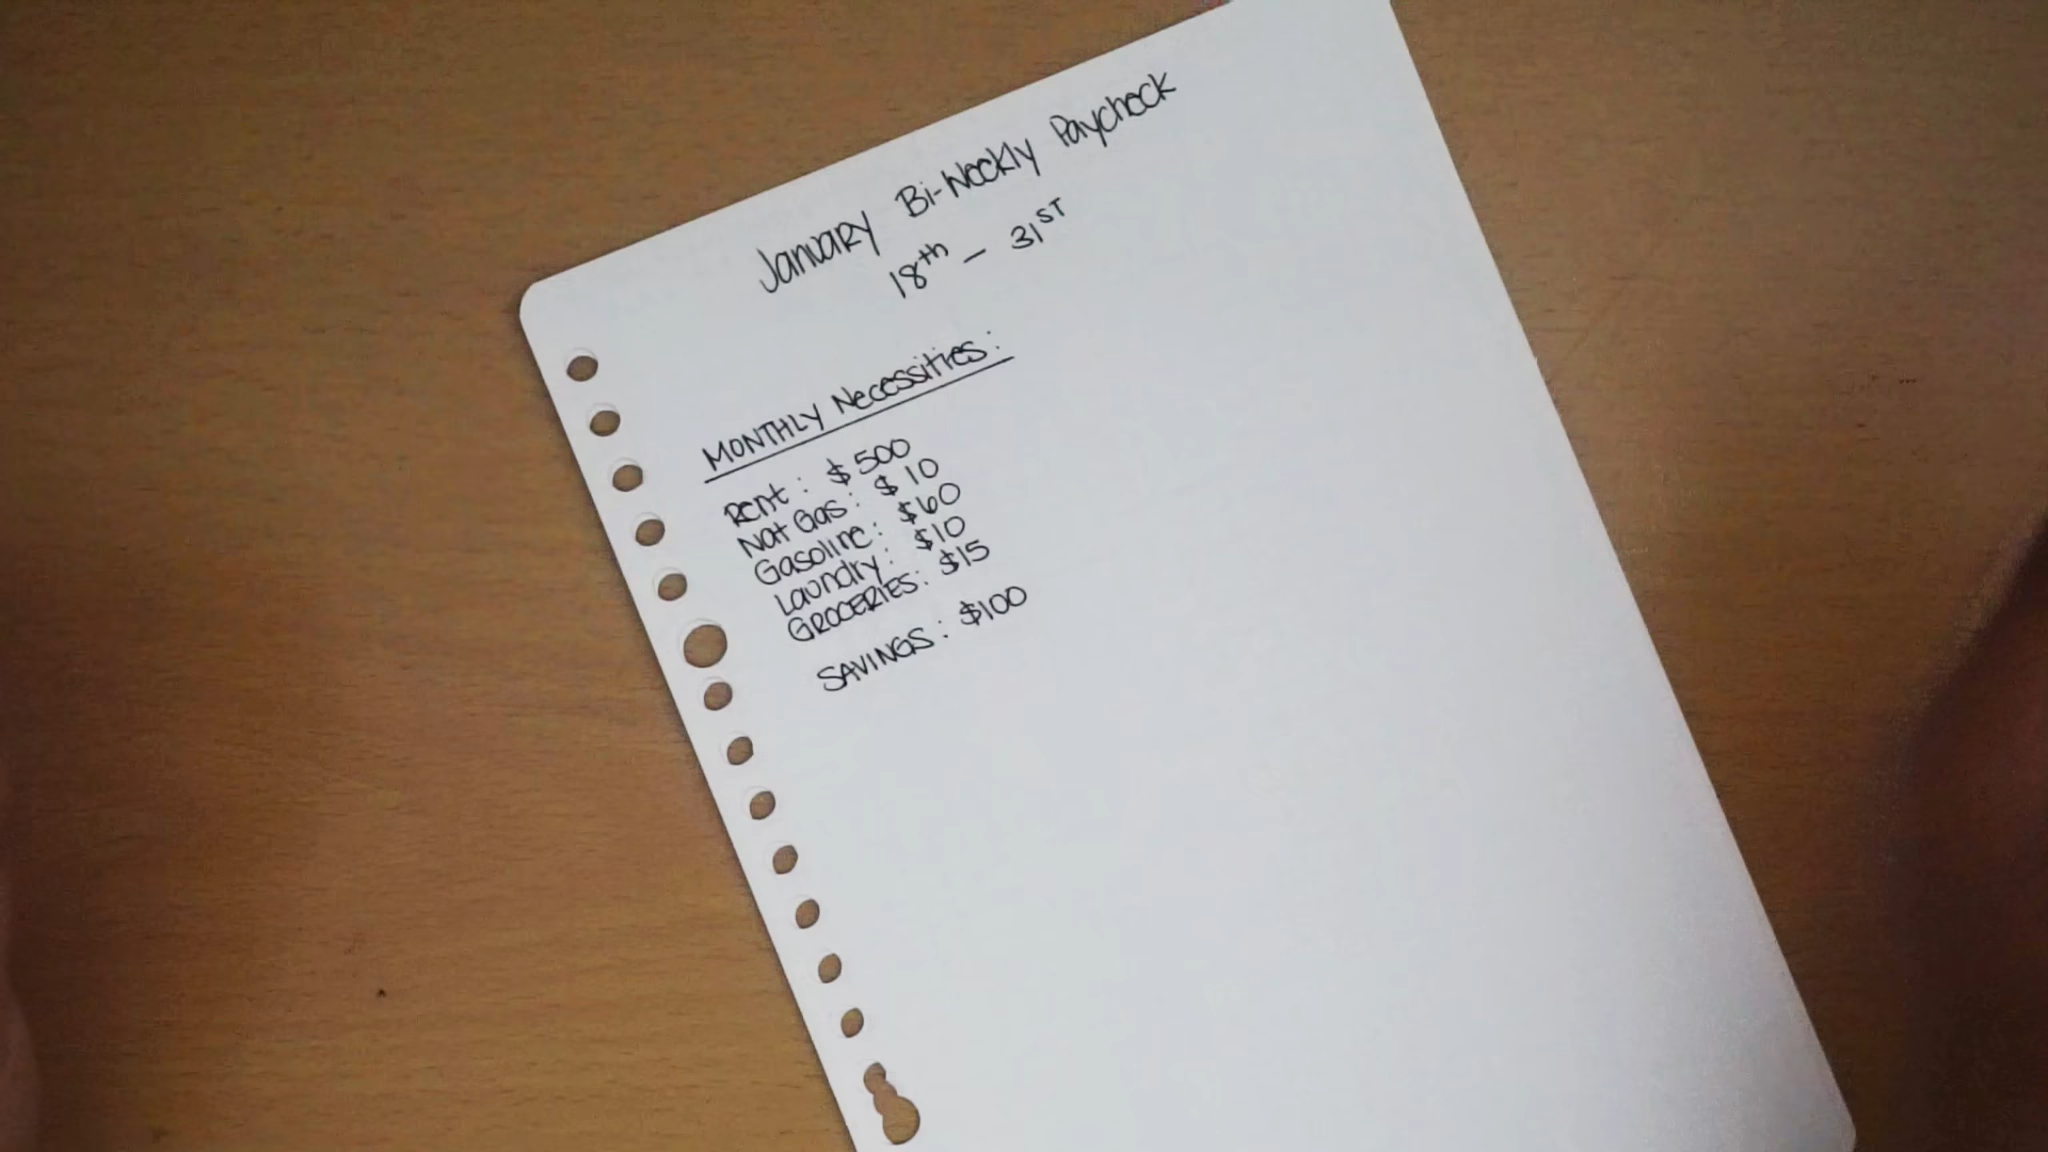 January Bi-Weekly Paycheck
18th - 31ST
MONTHLY Necessities:
Rent: $500
Nat Gas: $10
Gasoline: $60
Laundry: $10
GROCERIES: $15
SAVINGS: $100